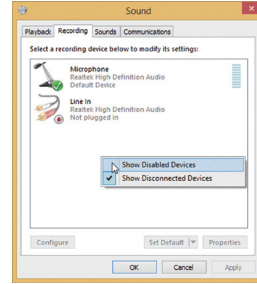 Sound
Playback Recording Sounds Communications
Select a recording device below to modify its settings:
Microphone
Realtek High Definition Audio
Default Device
Line In
Realtek High Definition Audio
Not plugged in
Show Disabled Devices
Show Disconnected Devices
Configure Set Default Properties
OK Cancel Apply